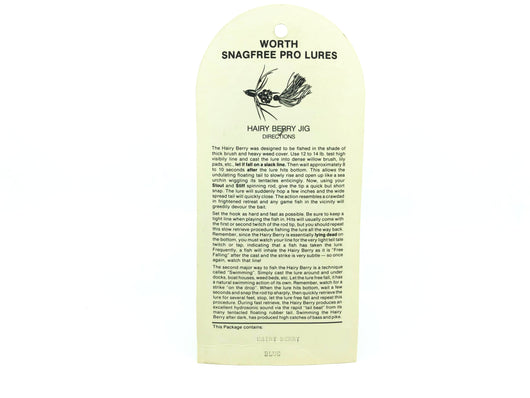 WORTH
SNAGFREE PRO LURES
HAIRY BERRY JIG
DIRECTIONS
The Hairy Berry was designed to be fished in the shade of
thick brush and heavy weed cover. Use 12 to 14 lb. test high
visibility line and cast the lure into dense willow brush, lily
pads, etc., let it fall on a slack line. Then wait approximately 8
to 10 seconds after the lure hits bottom. This allows the
undulating floating tail to slowly rise and open up like a sea
urchin wiggling its tentacles enticingly. Now, using your
Stout and Stiff spinning rod, give the tip a quick but short
snap. The lure will suddenly hop a few inches and the wide
spread tail will quickly close. The action resembles a crawdad
in frightened retreat and any game fish in the vicinity will
greedily devour the bait.
Set the hook as hard and fast as possible. Be sure to keep a
tight line when playing the fish in. Hits will usually come with
the first or second twitch of the rod tip, but you should repeat
this slow retrieve procedure fishing the lure all the way back.
Remember, since the Hairy Berry is essentially lying dead on
the bottom, you must watch your line for the very light tell tale
twitch or tap, indicating that a fish has taken the lure.
Frequently, a fish will inhale the Hairy Berry as it is "Free
Falling" after the cast and the strike is very subtle — so once
again, watch that line!
The second major way to fish the Hairy Berry is a technique
called "Swimming". Simply cast the lure around and under
docks, boat houses, weed beds, etc. Let the lure free fall, it has
a natural swimming action of its own. Remember, watch for a
strike "on the drop". When the lure hits bottom, wait a few
seconds and snap the rod tip sharply, then quickly retrieve the
lure for several feet, stop, let the lure free fall and repeat this
procedure. During fast retrieve, the Hairy Berry produces an
excellent hydrosonic sound via the rapid "tail beat" from its
many tentacled floating rubber tail. Swimming the Hairy
Berry after dark, has produced high catches of bass and pike.
This Package contains:
HAIRY BERRY
BLUE